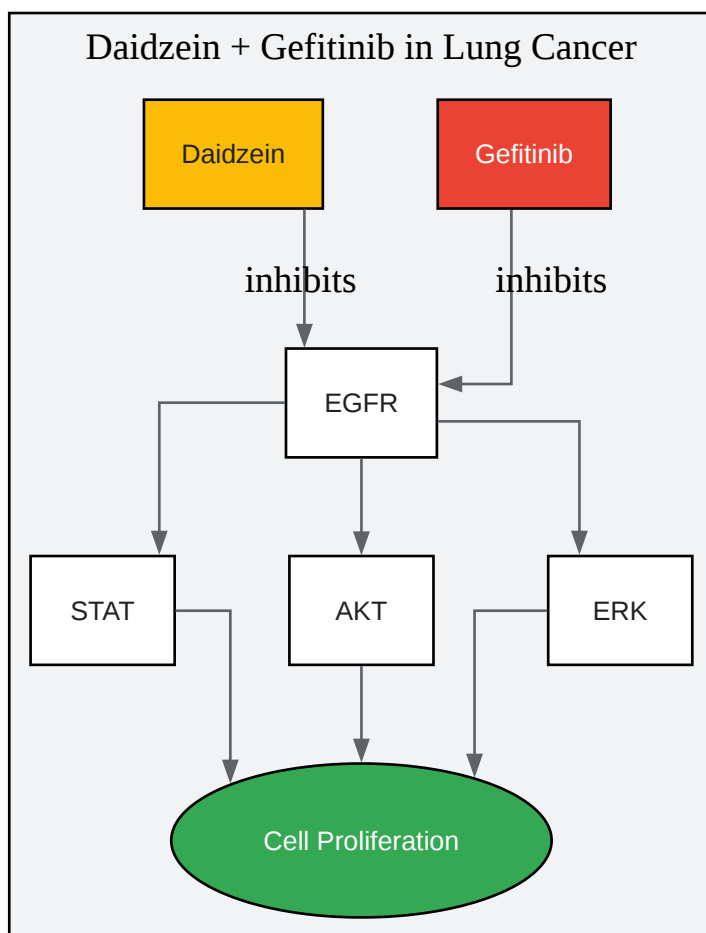 Daidzein + Gefitinib in Lung Cancer
Daidzein
Gefitinib
inhibits
inhibits
EGFR
STAT
AKT
ERK
Cell Proliferation